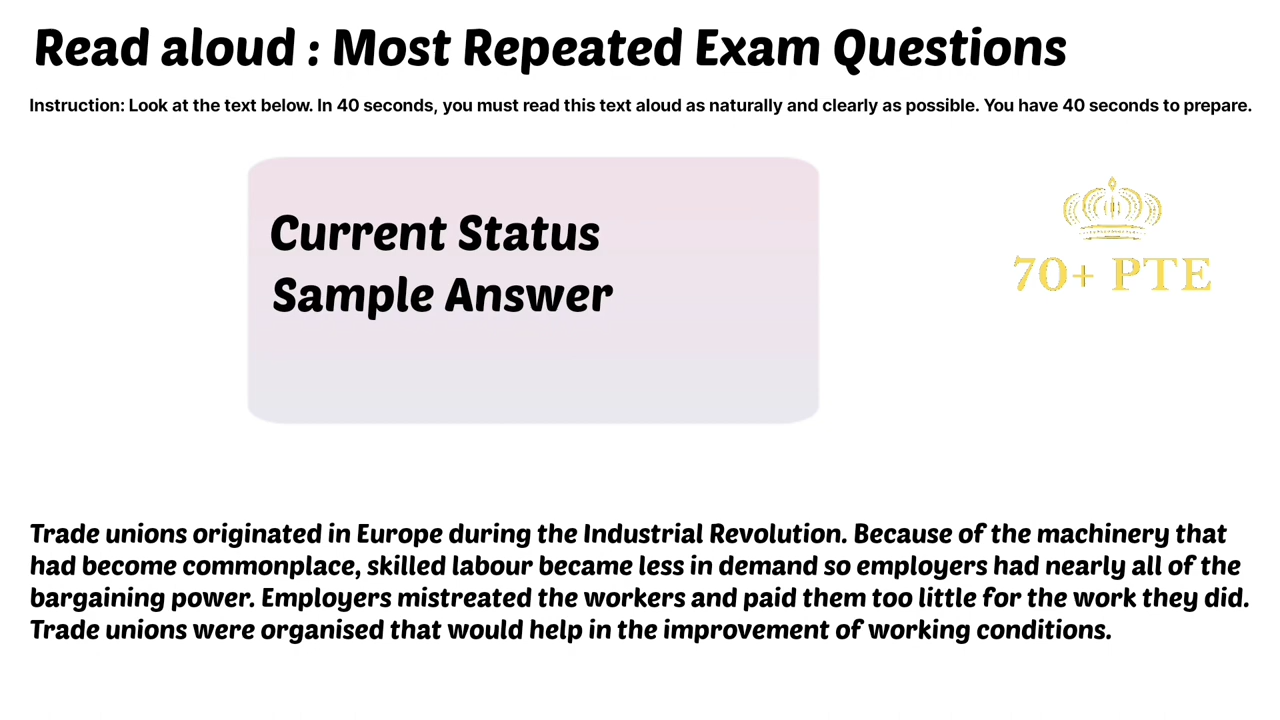 Read aloud : Most Repeated Exam Questions
Instruction: Look at the text below. In 40 seconds, you must read this text aloud as naturally and clearly as possible. You have 40 seconds to prepare.
Current Status
Sample Answer
70+ PTE
Trade unions originated in Europe during the Industrial Revolution. Because of the machinery that
had become commonplace, skilled labour became less in demand so employers had nearly all of the
bargaining power. Employers mistreated the workers and paid them too little for the work they did.
Trade unions were organised that would help in the improvement of working conditions.